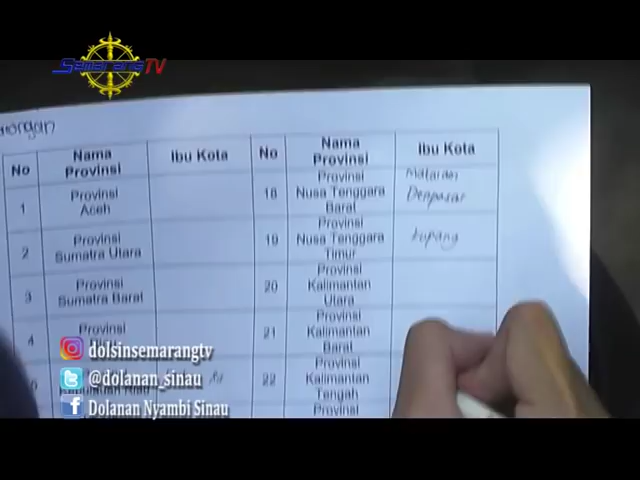 Semarang TV
No
Nama Provinsi
Ibu Kota
No
Nama Provinsi
Ibu Kota
1
Provinsi Aceh
18
Provinsi Nusa Tenggara Barat
Mataram
Denpasar
2
Provinsi Sumatra Utara
19
Provinsi Nusa Tenggara Timur
kupang
3
Provinsi Sumatra Barat
20
Provinsi Kalimantan Utara
4
Provinsi
21
Provinsi Kalimantan Barat
22
Provinsi Kalimantan Tengah
Provinsi
dolsinsemarangtv
@dolanan_sinau
Dolanan Nyambi Sinau